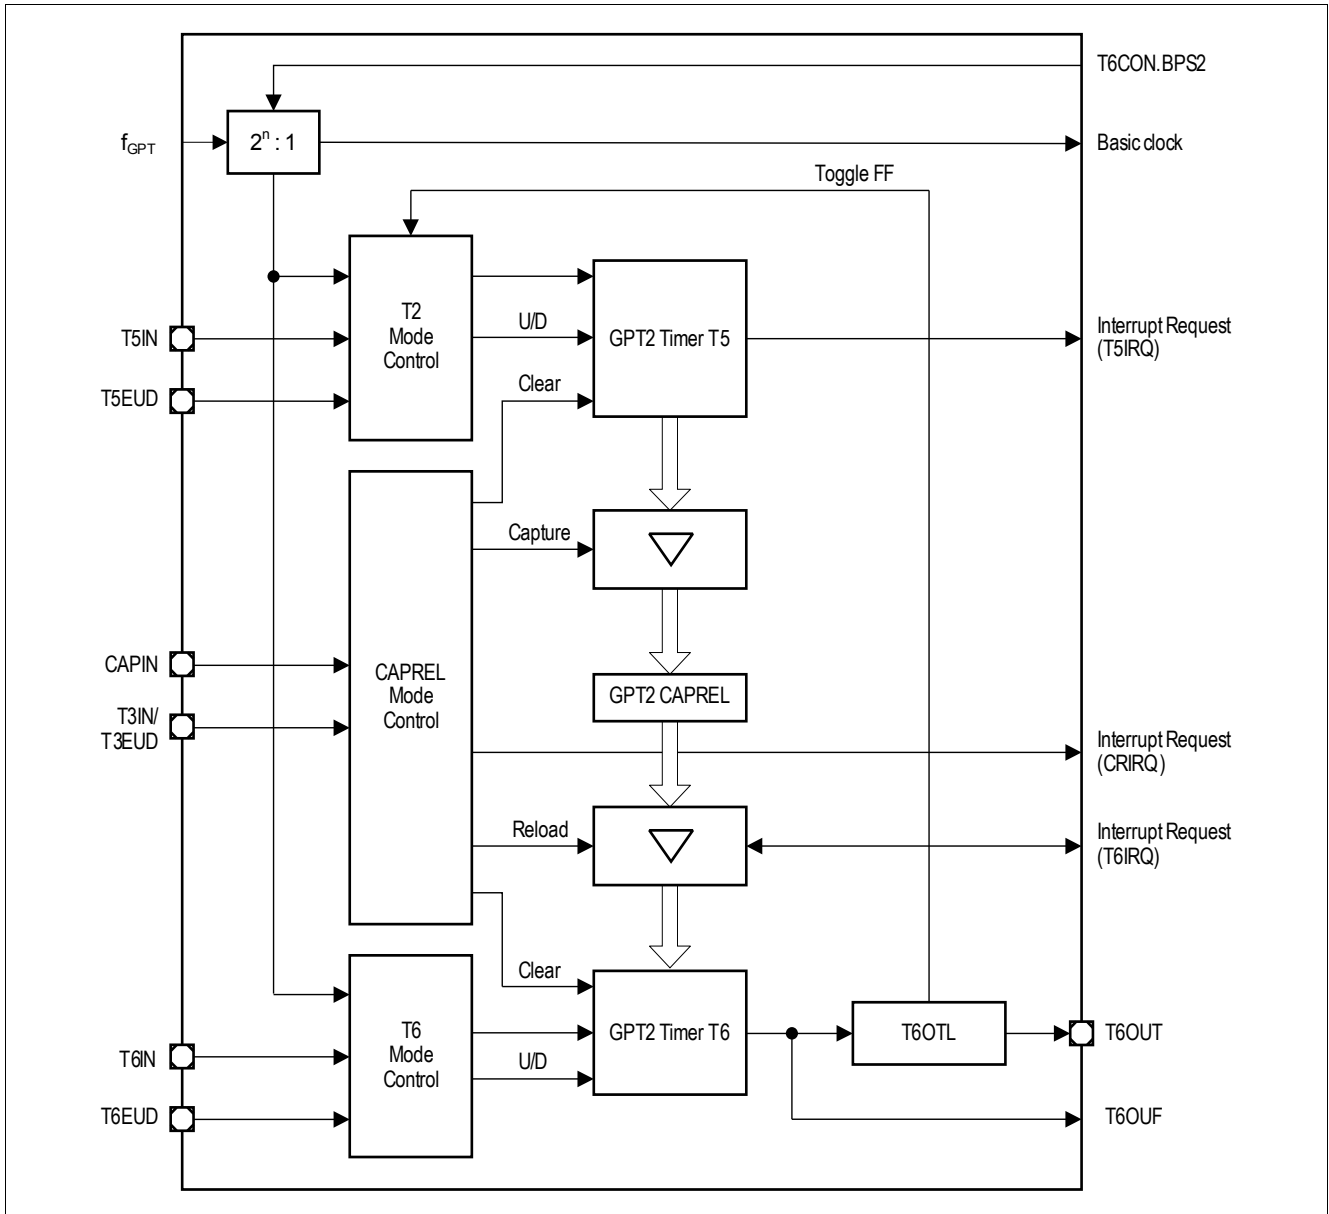 T6CON.BPS2
fGPT
2n : 1
Basic clock
Toggle FF
T2
Mode
Control
U/D
GPT2 Timer T5
T5IN
Interrupt Request
(T5IRQ)
T5EUD
Clear
Capture
CAPIN
T3IN/
T3EUD
CAPREL
Mode
Control
GPT2 CAPREL
Interrupt Request
(CRIRQ)
Reload
Interrupt Request
(T6IRQ)
Clear
T6
Mode
Control
GPT2 Timer T6
T6OTL
T6OUT
T6IN
U/D
T6EUD
T6OUF